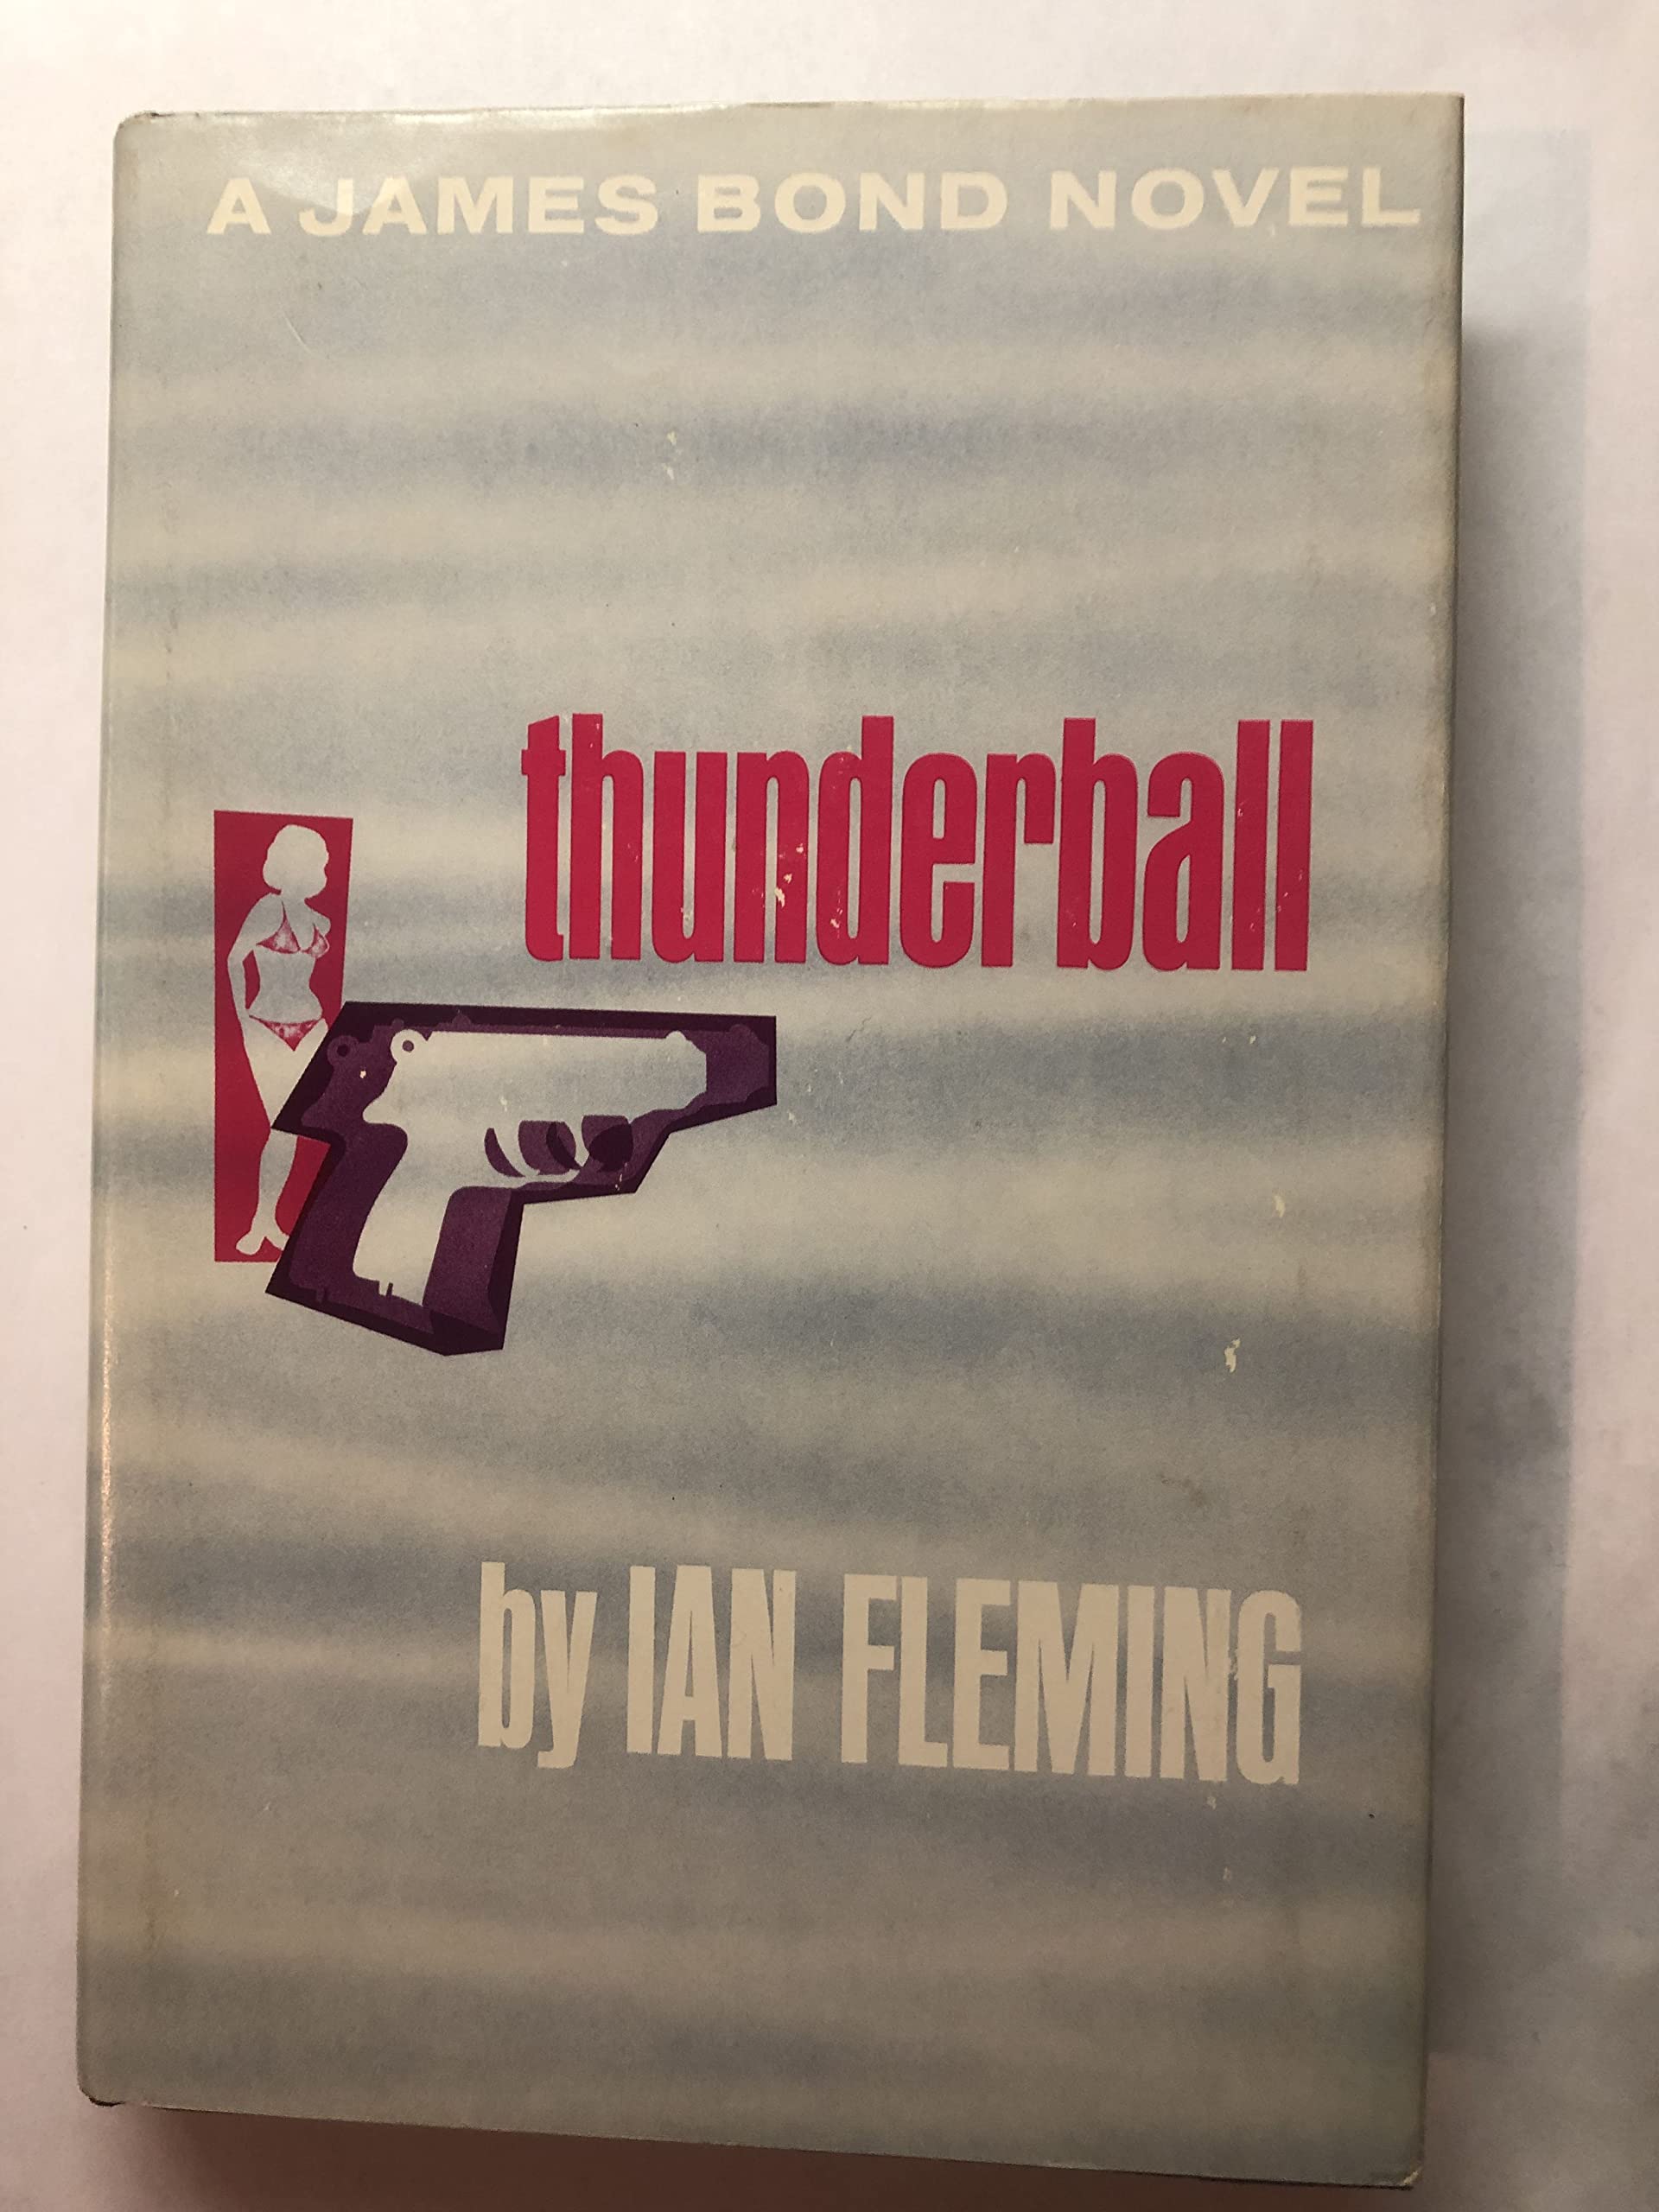 A JAMES BOND NOVEL
thunderball
by IAN FLEMING